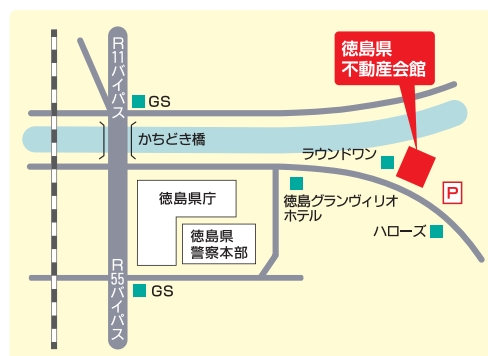 R11バイパス
GS
かちどき橋
徳島県
不動産会館
ラウンドワン
P
徳島県庁
徳島グランヴィリオ
ホテル
徳島県
警察本部
ハローズ
R55バイパス
GS